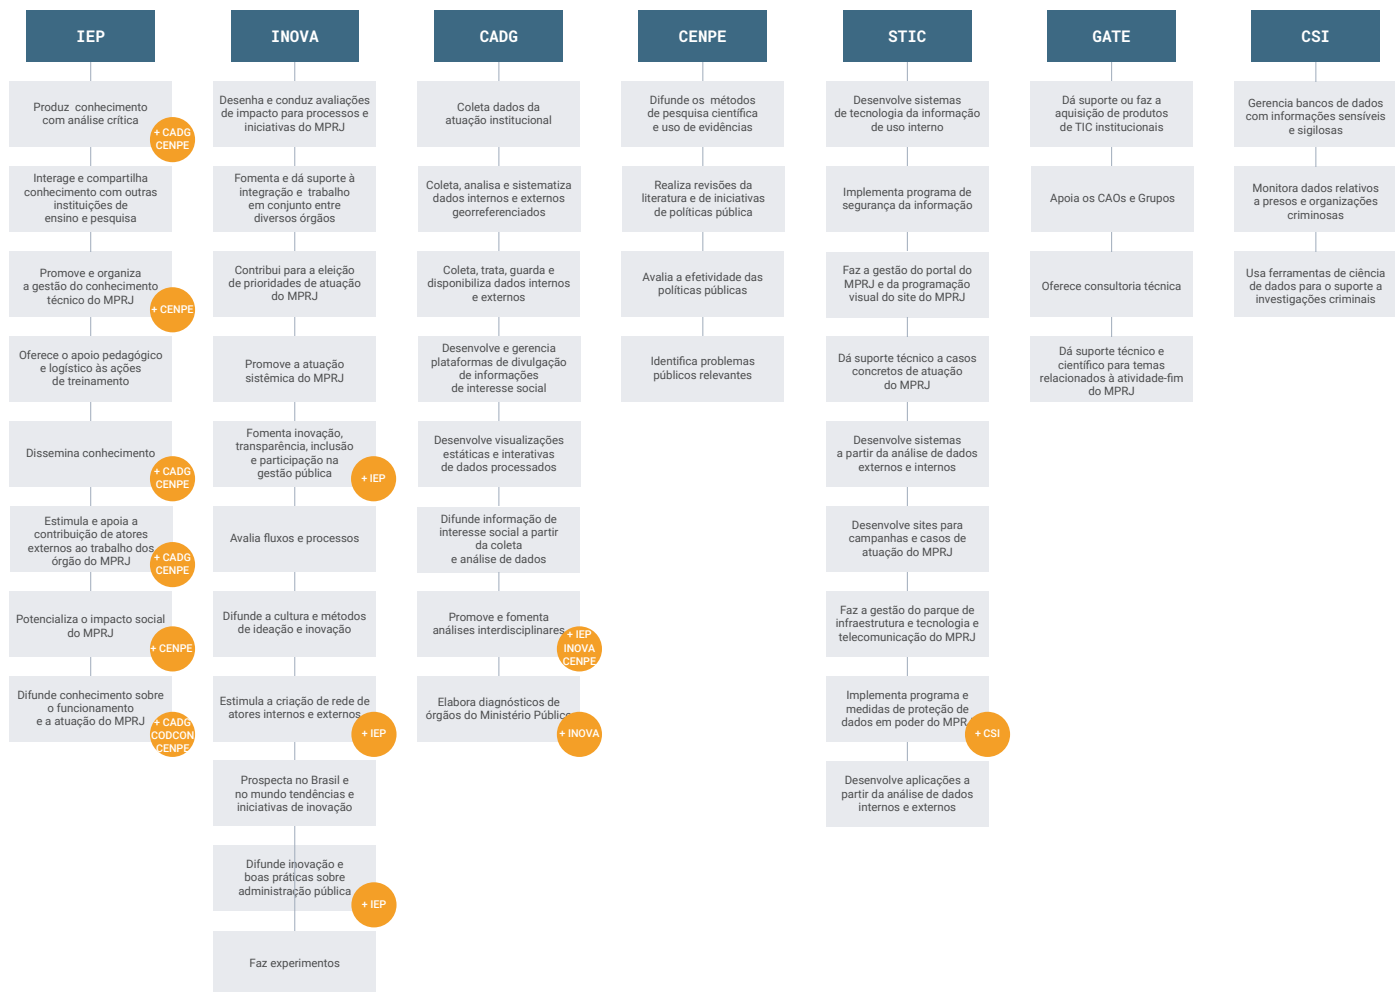 IEP
Produz conhecimento
com análise crítica
+ CADG
CENPE
Interage e compartilha
conhecimento com outras
instituições de
ensino e pesquisa
Promove e organiza
a gestão do conhecimento
técnico do MPRJ
+ CENPE
Oferece o apoio pedagógico
e logístico às ações
de treinamento
Dissemina conhecimento
+ CADG
CENPE
Estimula e apoia a
contribuição de atores
externos ao trabalho dos
órgão do MPRJ
+ CADG
CENPE
Potencializa o impacto social
do MPRJ
+ CENPE
Difunde conhecimento sobre
o funcionamento
e a atuação do MPRJ
+ CADG
CODCON
CENPE
INOVA
Desenha e conduz avaliações
de impacto para processos e
iniciativas do MPRJ
Fomenta e dá suporte à
integração e trabalho
em conjunto entre
diversos órgãos
Contribui para a eleição
de prioridades de atuação
do MPRJ
Promove a atuação
sistêmica do MPRJ
Fomenta inovação,
transparência, inclusão
e participação na
gestão pública
+ IEP
Avalia fluxos e processos
Difunde a cultura e métodos
de ideação e inovação
Estimula a criação de rede de
atores internos e externos
+ IEP
Prospecta no Brasil e
no mundo tendências e
iniciativas de inovação
Difunde inovação e
boas práticas sobre
administração pública
+ IEP
Faz experimentos
CADG
Coleta dados da
atuação institucional
Coleta, analisa e sistematiza
dados internos e externos
georreferenciados
Coleta, trata, guarda e
disponibiliza dados internos
e externos
Desenvolve e gerencia
plataformas de divulgação
de informações
de interesse social
Desenvolve visualizações
estáticas e interativas
de dados processados
Difunde informação de
interesse social a partir
da coleta
e análise de dados
Promove e fomenta
análises interdisciplinares
+ IEP
INOVA
CENPE
Elabora diagnósticos de
órgãos do Ministério Público
+ INOVA
CENPE
Difunde os métodos
de pesquisa científica
e uso de evidências
Realiza revisões da
literatura e de iniciativas
de políticas pública
Avalia a efetividade das
políticas públicas
Identifica problemas
públicos relevantes
STIC
Desenvolve sistemas
de tecnologia da informação
de uso interno
Implementa programa de
segurança da informação
Faz a gestão do portal do
MPRJ e da programação
visual do site do MPRJ
Dá suporte técnico a casos
concretos de atuação
do MPRJ
Desenvolve sistemas
a partir da análise de dados
externos e internos
Desenvolve sites para
campanhas e casos de
atuação do MPRJ
Faz a gestão do parque de
infraestrutura e tecnologia e
telecomunicação do MPRJ
Implementa programa e
medidas de proteção de
dados em poder do MPRJ
+ CSI
Desenvolve aplicações a
partir da análise de dados
internos e externos
GATE
Dá suporte ou faz a
aquisição de produtos
de TIC institucionais
Apoia os CAOs e Grupos
Oferece consultoria técnica
Dá suporte técnico e
científico para temas
relacionados à atividade-fim
do MPRJ
CSI
Gerencia bancos de dados
com informações sensíveis
e sigilosas
Monitora dados relativos
a presos e organizações
criminosas
Usa ferramentas de ciência
de dados para o suporte a
investigações criminais